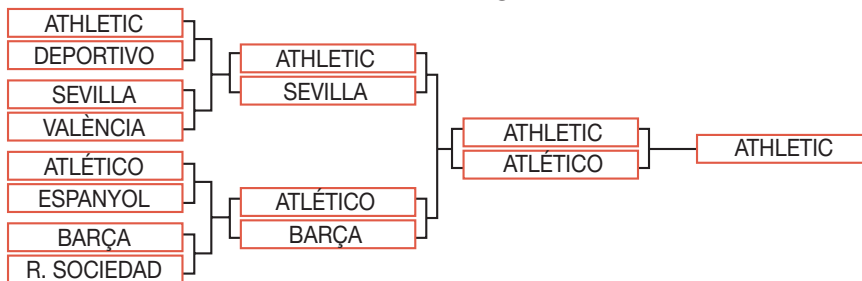 ATHLETIC
DEPORTIVO
SEVILLA
VALÈNCIA
ATLÉTICO
ESPANYOL
BARÇA
R. SOCIEDAD
ATHLETIC
SEVILLA
ATLÉTICO
BARÇA
ATHLETIC
ATLÉTICO
ATHLETIC